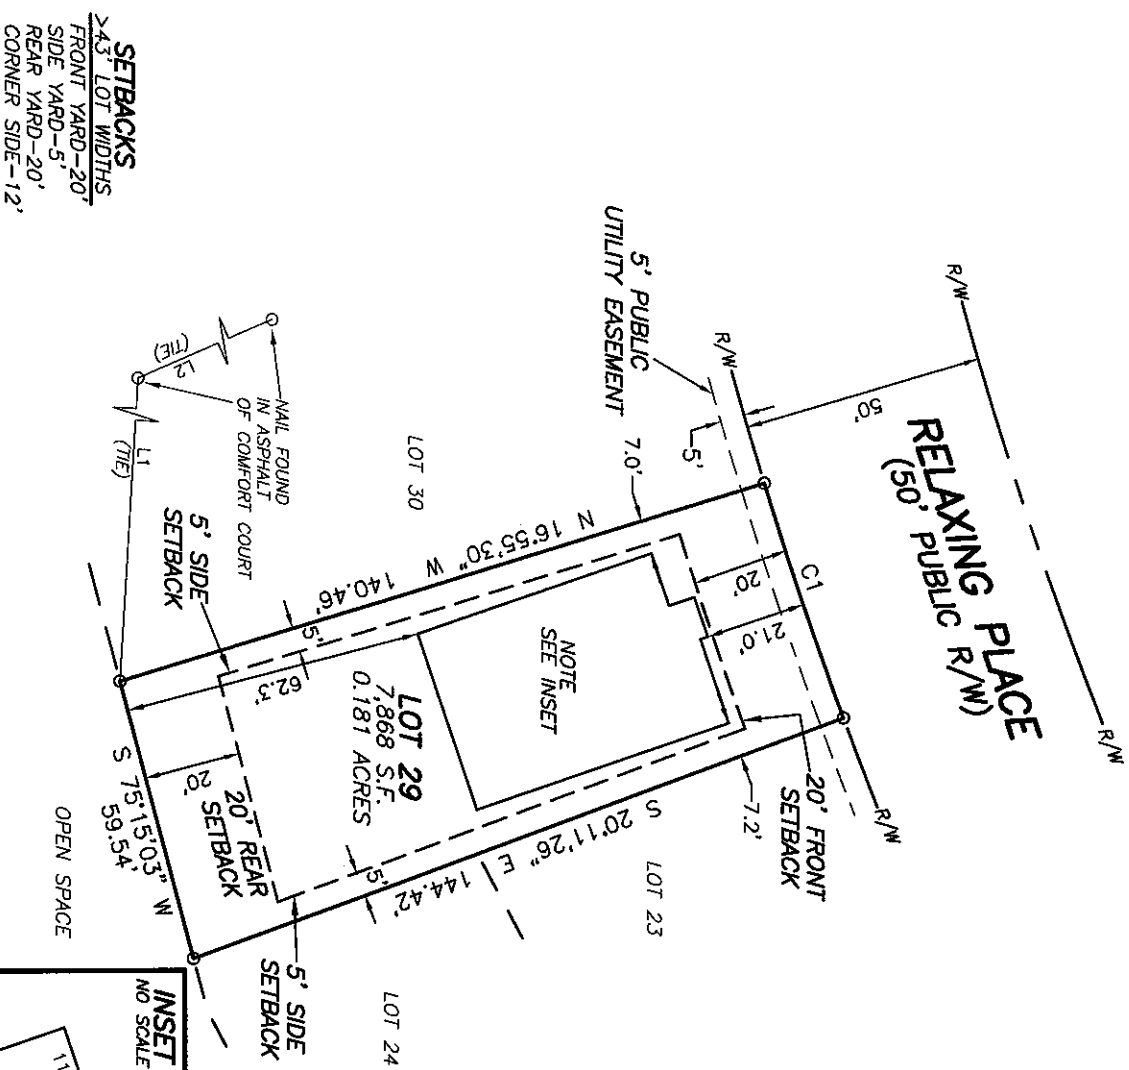 SETBACKS
>43' LOT WIDTHS
FRONT YARD-20'
SIDE YARD-5'
REAR YARD-20'
CORNER SIDE-12'
R/W
R/W
50'
RELAXING PLACE
(50' PUBLIC R/W)
5' PUBLIC
UTILITY EASEMENT
R/W
5'
7.0'
C1
20'
21.0'
R/W
20' FRONT
SETBACK
7.2'
LOT 30
N 16°55'30" W 140.46'
NOTE
SEE INSET
S 20°11'26" E 144.42'
LOT 23
NAIL FOUND
IN ASPHALT
OF COMFORT COURT
L2
(TIE)
L1
(TIE)
5' SIDE
SETBACK
5'
62.3'
LOT 29
7,868 S.F.
0.181 ACRES
5'
20'
20' REAR
SETBACK
S 75°15'03" W
59.54'
OPEN SPACE
5' SIDE
SETBACK
LOT 24
INSET
NO SCALE